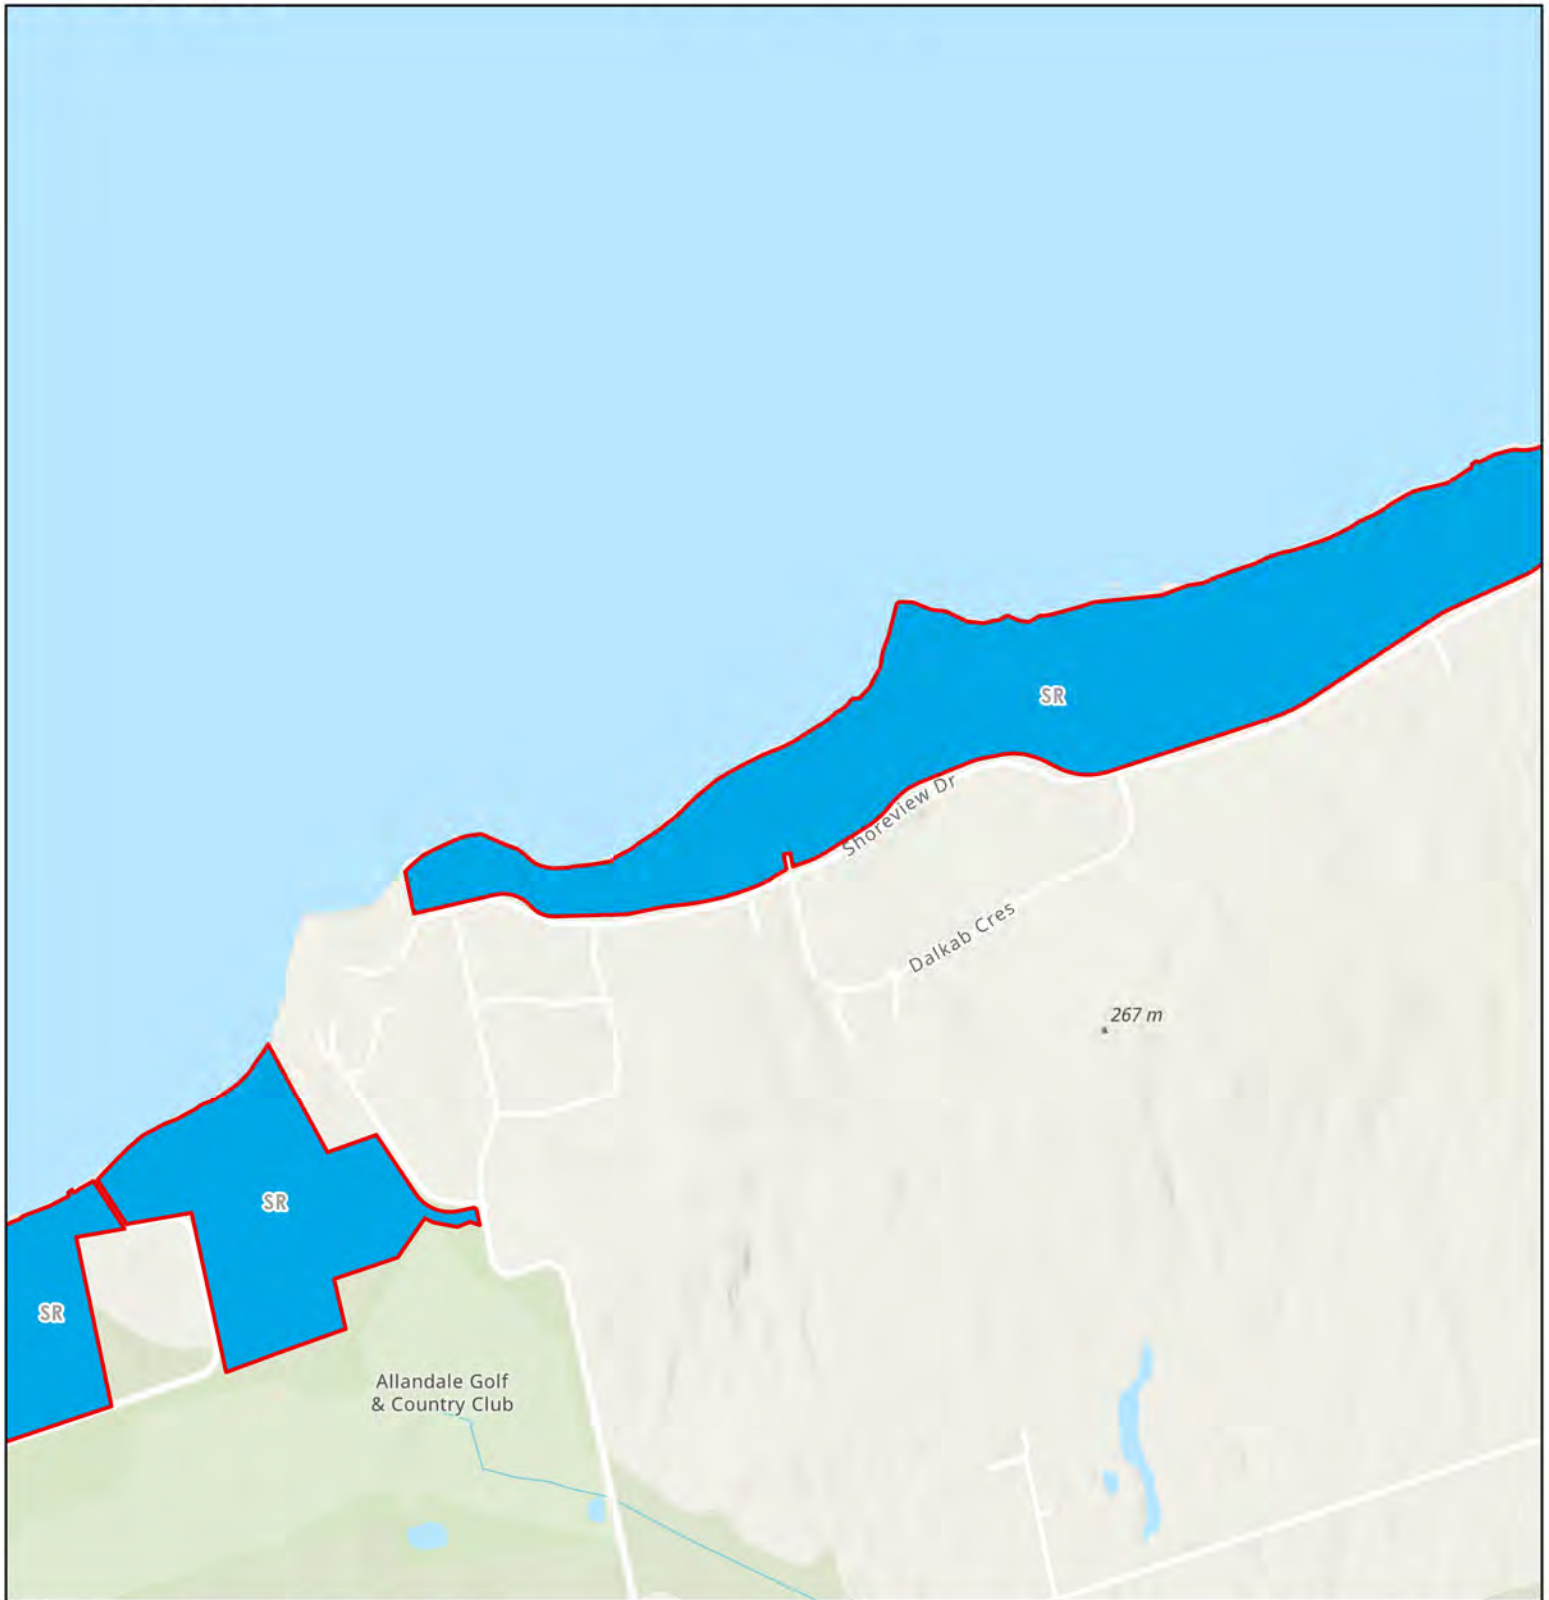 SR
Shoreview Dr
Dalkab Cres
267 m
SR
SR
Allandale Golf
& Country Club